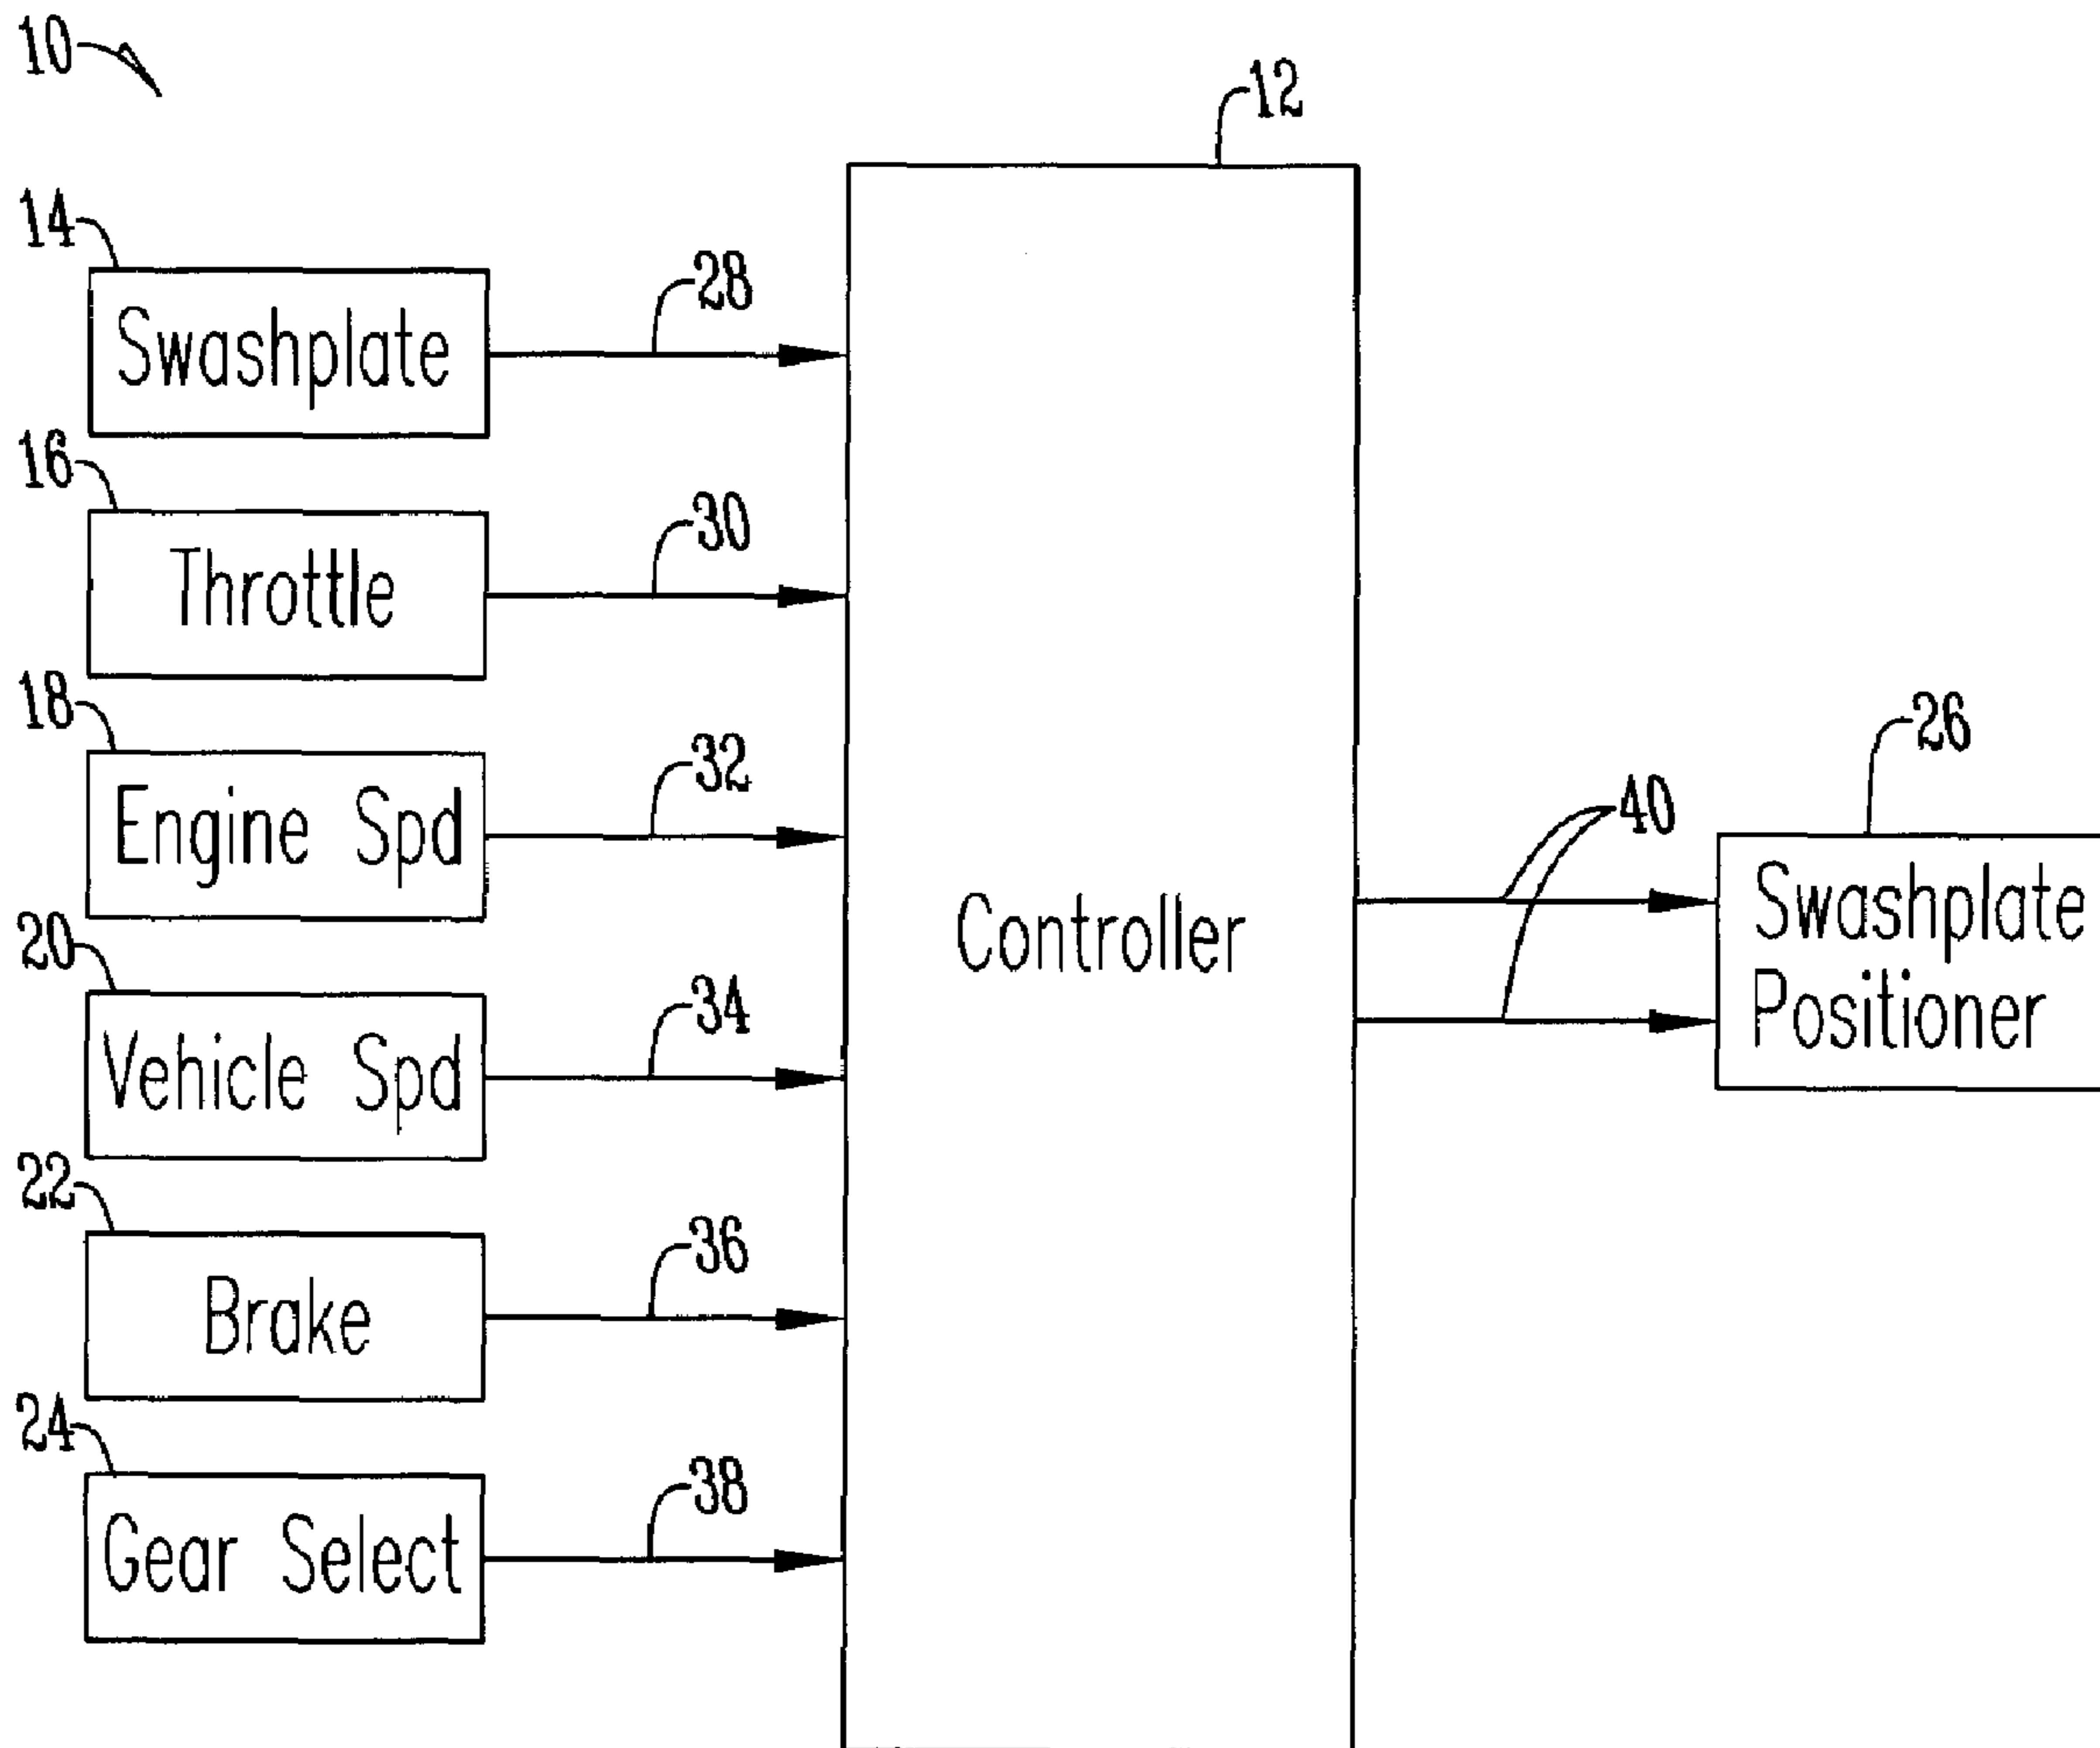 10
12
14
Swashplate
28
16
Throttle
30
18
Engine Spd
32
20
Vehicle Spd
34
22
Brake
36
24
Gear Select
38
Controller
40
26
Swashplate
Positioner